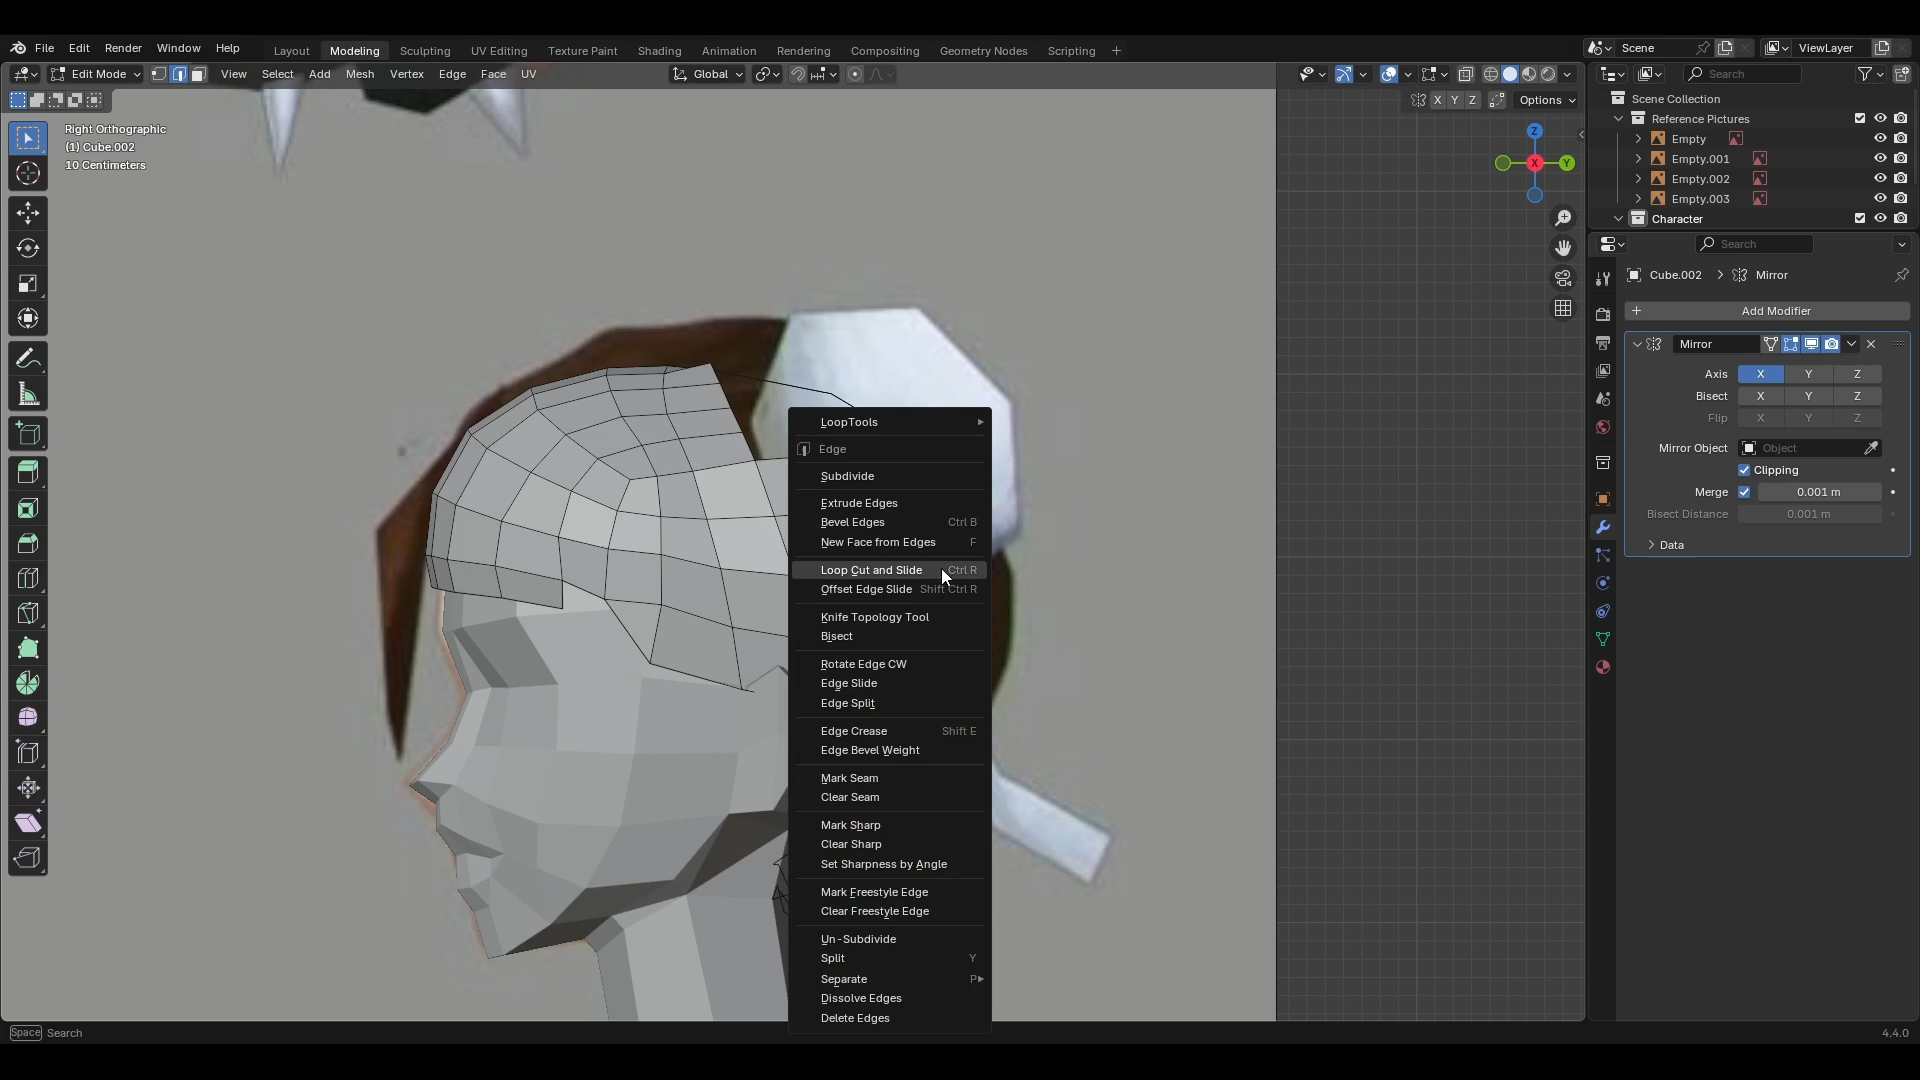 File Edit Render Window Help Layout Modeling Sculpting UV Editing Texture Paint Shading Animation Rendering Compositing Geometry Nodes Scripting + Scene ViewLayer
Edit Mode View Select Add Mesh Vertex Edge Face UV Global Search
X Y Z Options
Right Orthographic
(1) Cube.002
10 Centimeters
Z
X
Y
Scene Collection
Reference Pictures
Empty
Empty.001
Empty.002
Empty.003
Character
Search
Cube.002 > Mirror
+ Add Modifier
Mirror
Axis X Y Z
Bisect X Y Z
Flip X Y Z
Mirror Object Object
Clipping
Merge 0.001 m
Bisect Distance 0.001 m
Data
LoopTools
Edge
Subdivide
Extrude Edges
Bevel Edges Ctrl B
New Face from Edges F
Loop Cut and Slide Ctrl R
Offset Edge Slide Shift Ctrl R
Knife Topology Tool
Bisect
Rotate Edge CW
Edge Slide
Edge Split
Edge Crease Shift E
Edge Bevel Weight
Mark Seam
Clear Seam
Mark Sharp
Clear Sharp
Set Sharpness by Angle
Mark Freestyle Edge
Clear Freestyle Edge
Un-Subdivide
Split Y
Separate P
Dissolve Edges
Delete Edges
Space Search
4.4.0